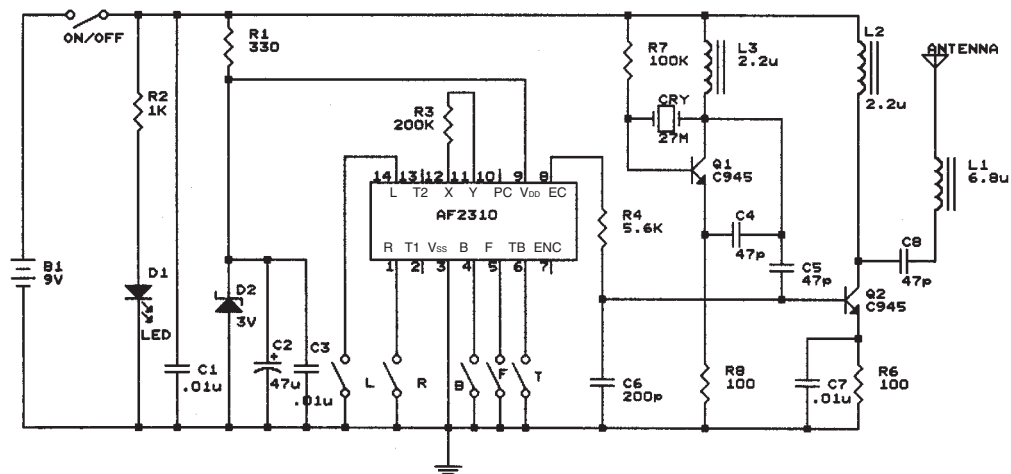 ON/OFF
R1
330
R2
1K
R3
200K
R7
100K
L3
2.2u
L2
2.2u
ANTENNA
CRY
27M
Q1
C945
L1
6.8u
14 13 12 11 10 9 8
L T2 X Y PC VDD EC
AF2310
R T1 VSS B F TB ENC
1 2 3 4 5 6 7
R4
5.6K
C4
47p
C5
47p
C8
47p
B1
9V
D1
LED
D2
3V
Q2
C945
C1
.01u
C2
+
47u
C3
.01u
L
R
B
F
T
C6
200p
R8
100
C7
.01u
R6
100